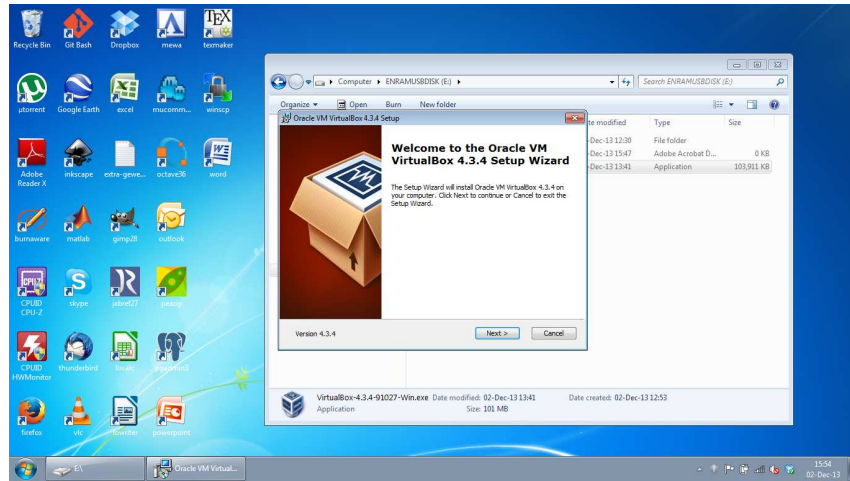 Recycle Bin
Git Bash
Dropbox
mewa
texmaker
µtorrent
Google Earth
excel
mucomm...
winscp
Adobe
Reader X
inkscape
extra-gewe...
octave36
word
burnaware
matlab
gimp28
outlook
CPUID
CPU-Z
skype
jabref27
CPUID
HWMonitor
thunderbird
localc
pgadmin3
firefox
vlc
lowriter
powerpoint
Computer ▸ ENRAMUSBDISK (E:) ▸
Search ENRAMUSBDISK (E:)
Organize
Open
Burn
New folder
te modified
Type
Size
-Dec-13 12:30
File folder
-Dec-13 15:47
Adobe Acrobat D...
0 KB
-Dec-13 13:41
Application
103,911 KB
Oracle VM VirtualBox 4.3.4 Setup
Welcome to the Oracle VM
VirtualBox 4.3.4 Setup Wizard
The Setup Wizard will install Oracle VM VirtualBox 4.3.4 on
your computer. Click Next to continue or Cancel to exit the
Setup Wizard.
Version 4.3.4
Next >
Cancel
VirtualBox-4.3.4-91027-Win.exe Date modified: 02-Dec-13 13:41
Date created: 02-Dec-13 12:53
Application
Size: 101 MB
E:\
Oracle VM Virtual...
15:54
02-Dec-13